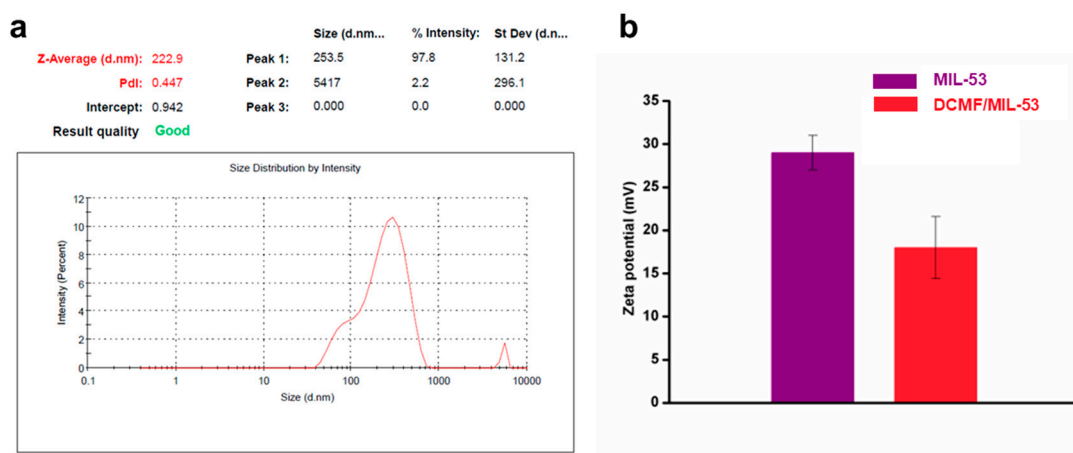 a
Size (d.nm... % Intensity: St Dev (d.n...
Z-Average (d.nm): 222.9 Peak 1: 253.5 97.8 131.2
PdI: 0.447 Peak 2: 5417 2.2 296.1
Intercept: 0.942 Peak 3: 0.000 0.0 0.000
Result quality Good
Size Distribution by Intensity
Intensity (Percent)
12
10
8
6
4
2
0
0.1 1 10 100 1000 10000
Size (d.nm)
b
MIL-53
DCMF/MIL-53
Zeta potential (mV)
35
30
25
20
15
10
5
0